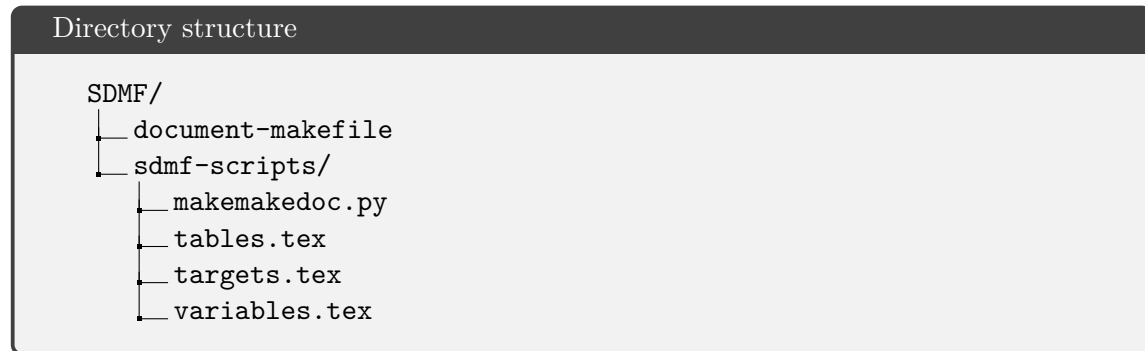 Directory structure
SDMF/
document-makefile
sdmf-scripts/
makemakedoc.py
tables.tex
targets.tex
variables.tex